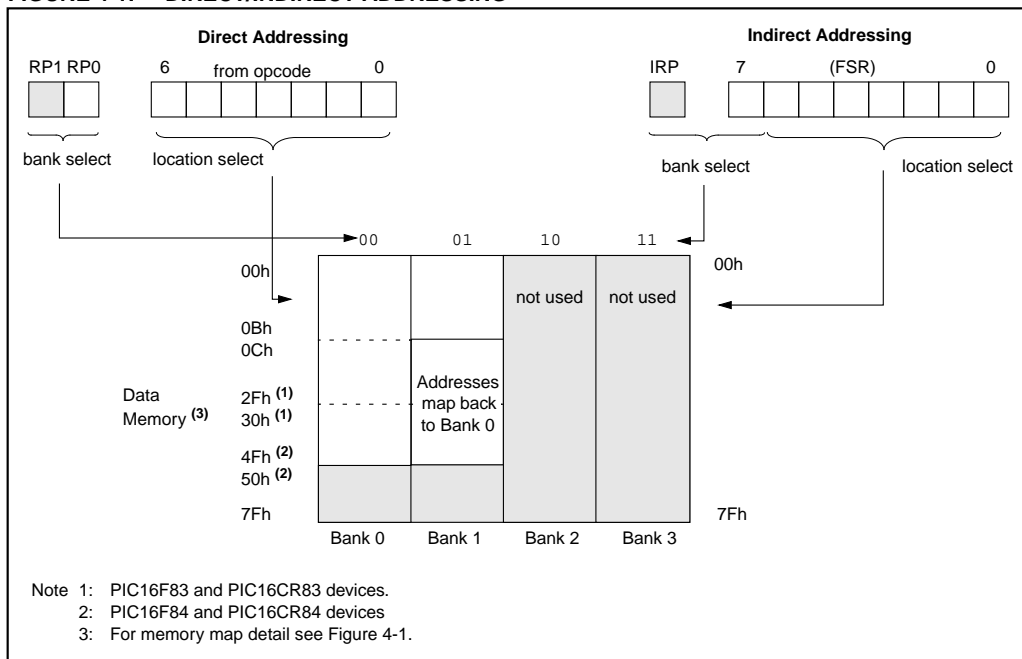 Direct Addressing
Indirect Addressing
RP1 RP0 6 from opcode 0
IRP 7 (FSR) 0
bank select location select
bank select location select
00 01 10 11
00h
00h
not used not used
0Bh
0Ch
Addresses
map back
to Bank 0
Data
Memory (3)
2Fh (1)
30h (1)
4Fh (2)
50h (2)
7Fh
7Fh
Bank 0 Bank 1 Bank 2 Bank 3
Note 1: PIC16F83 and PIC16CR83 devices.
2: PIC16F84 and PIC16CR84 devices
3: For memory map detail see Figure 4-1.